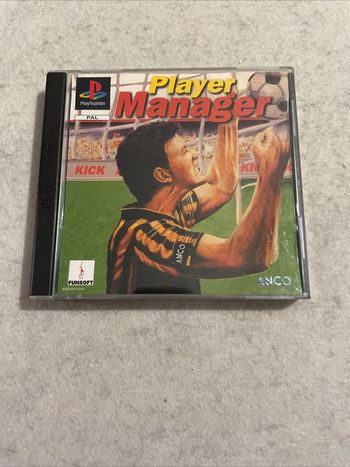 Player
Manager
PlayStation
PAL
KICK
KICK
ANCO
FUNSOFT
ANCO